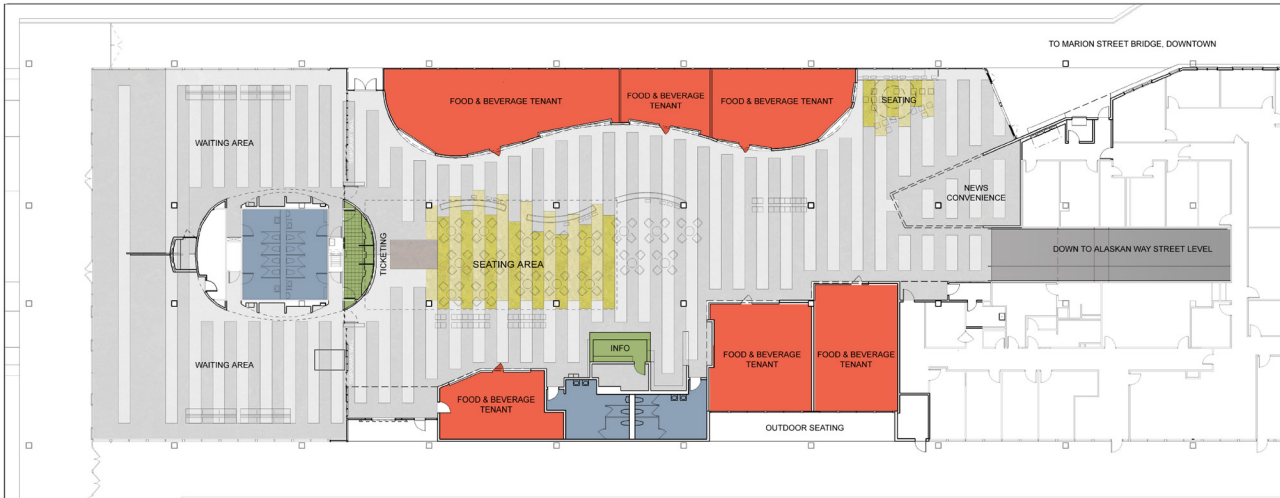 TO MARION STREET BRIDGE, DOWNTOWN
FOOD & BEVERAGE TENANT
FOOD & BEVERAGE
TENANT
FOOD & BEVERAGE TENANT
SEATING
WAITING AREA
NEWS
CONVENIENCE
TICKETING
SEATING AREA
DOWN TO ALASKAN WAY STREET LEVEL
INFO
FOOD & BEVERAGE
TENANT
FOOD & BEVERAGE
TENANT
WAITING AREA
FOOD & BEVERAGE
TENANT
OUTDOOR SEATING